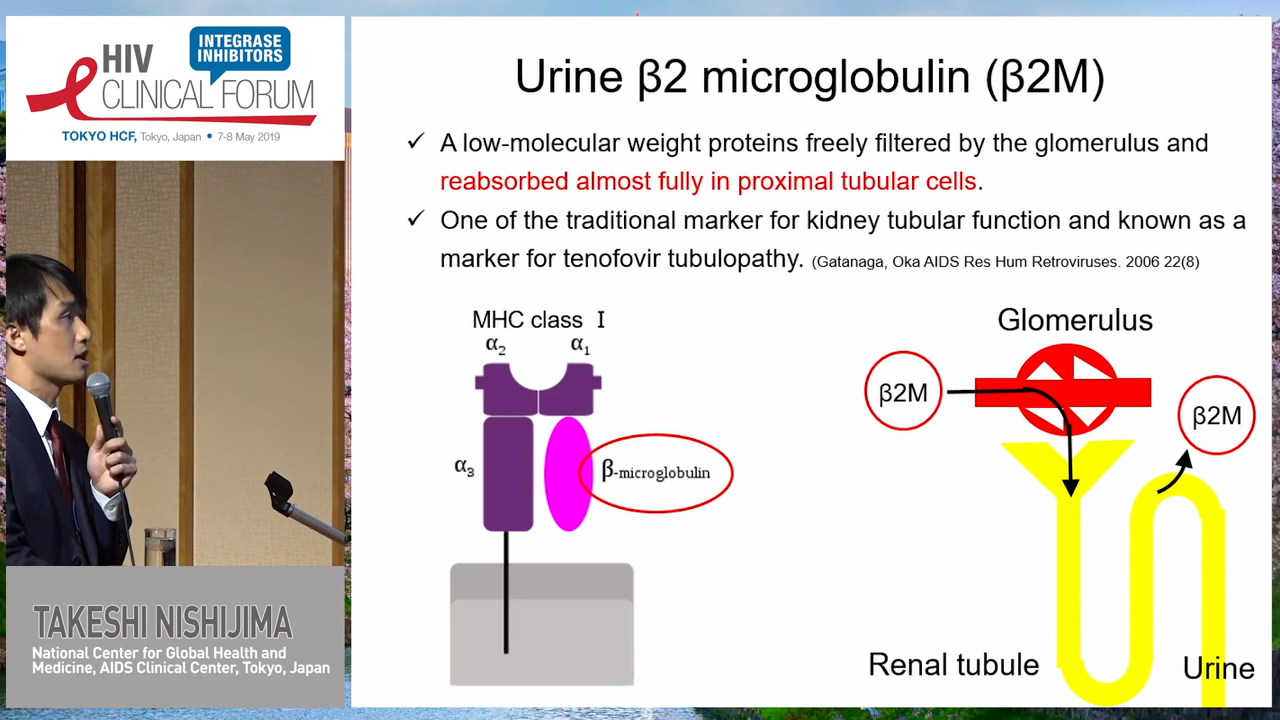 HIV
INTEGRASE
INHIBITORS
CLINICAL FORUM
TOKYO HCF, Tokyo, Japan • 7-8 May 2019
TAKESHI NISHIJIMA
National Center for Global Health and
Medicine, AIDS Clinical Center, Tokyo, Japan
Urine β2 microglobulin (β2M)
✓ A low-molecular weight proteins freely filtered by the glomerulus and
reabsorbed almost fully in proximal tubular cells.
✓ One of the traditional marker for kidney tubular function and known as a
marker for tenofovir tubulopathy. (Gatanaga, Oka AIDS Res Hum Retroviruses. 2006 22(8)
MHC class Ⅰ
α2 α1
α3
β-microglobulin
Glomerulus
β2M
β2M
Renal tubule
Urine